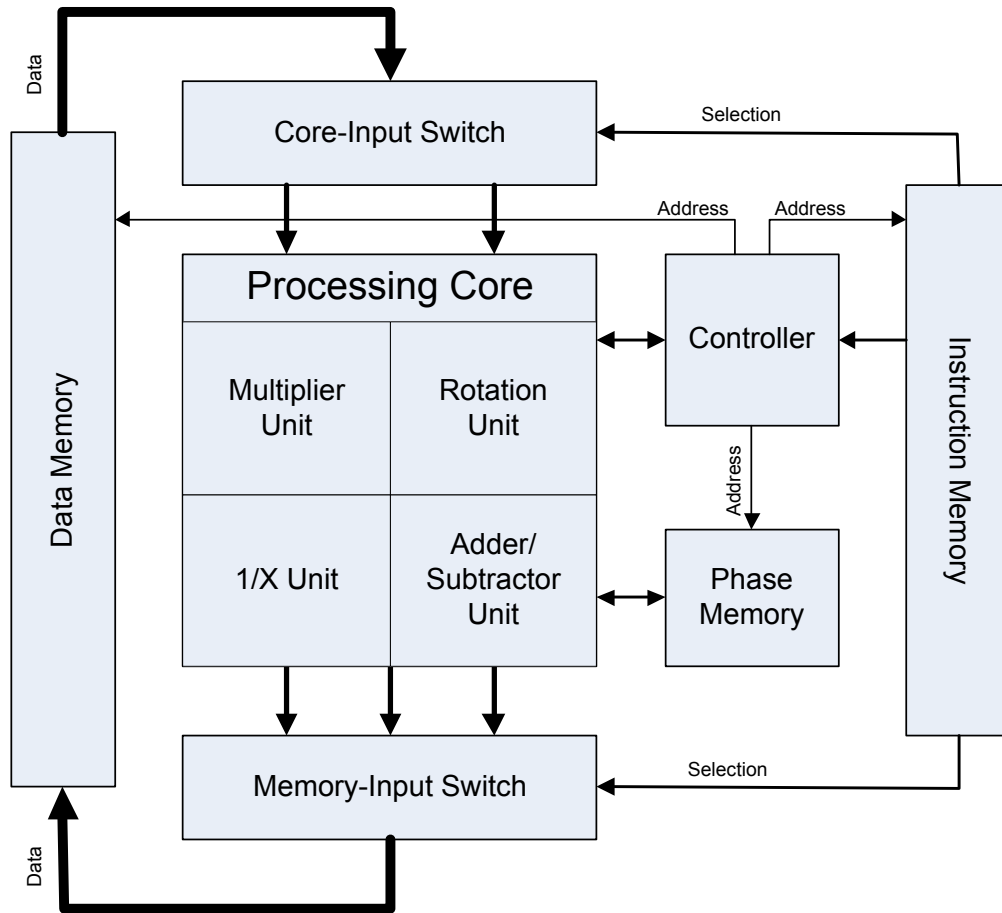 Data
Core-Input Switch
Selection
Address
Address
Processing Core
Controller
Multiplier
Unit
Rotation
Unit
Data Memory
Instruction Memory
Address
1/X Unit
Adder/
Subtractor
Unit
Phase
Memory
Memory-Input Switch
Selection
Data